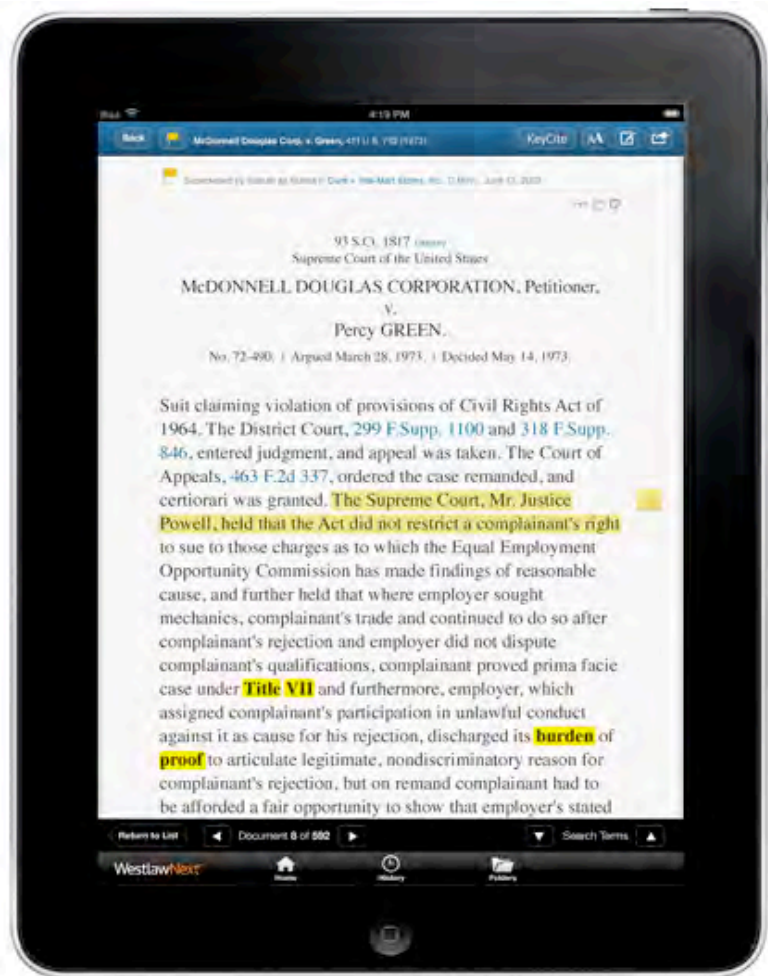 iPad 4:19 PM
Back McDonnell Douglas Corp. v. Green, 411 U.S. 792 (1973) KeyCite AA
Superseded by Statute as Stated in
93 S.Ct. 1817
Supreme Court of the United States
McDONNELL DOUGLAS CORPORATION, Petitioner,
v.
Percy GREEN.
No. 72-490. | Argued March 28, 1973. | Decided May 14, 1973.
Suit claiming violation of provisions of Civil Rights Act of
1964. The District Court, 299 F.Supp. 1100 and 318 F.Supp.
846, entered judgment, and appeal was taken. The Court of
Appeals, 463 F.2d 337, ordered the case remanded, and
certiorari was granted. The Supreme Court, Mr. Justice
Powell, held that the Act did not restrict a complainant's right
to sue to those charges as to which the Equal Employment
Opportunity Commission has made findings of reasonable
cause, and further held that where employer sought
mechanics, complainant's trade and continued to do so after
complainant's rejection and employer did not dispute
complainant's qualifications, complainant proved prima facie
case under Title VII and furthermore, employer, which
assigned complainant's participation in unlawful conduct
against it as cause for his rejection, discharged its burden of
proof to articulate legitimate, nondiscriminatory reason for
complainant's rejection, but on remand complainant had to
be afforded a fair opportunity to show that employer's stated
Return to List Document 8 of 592 Search Terms
WestlawNext Home History Folders